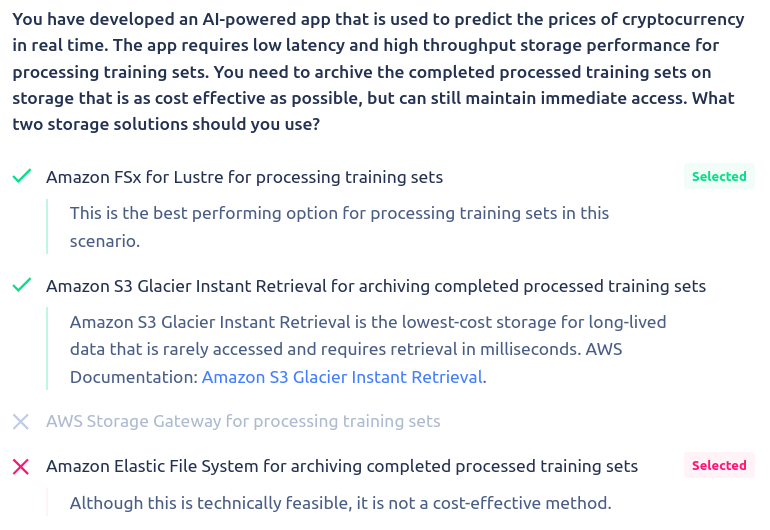 You have developed an AI-powered app that is used to predict the prices of cryptocurrency
in real time. The app requires low latency and high throughput storage performance for
processing training sets. You need to archive the completed processed training sets on
storage that is as cost effective as possible, but can still maintain immediate access. What
two storage solutions should you use?
Amazon FSx for Lustre for processing training sets
Selected
This is the best performing option for processing training sets in this
scenario.
Amazon S3 Glacier Instant Retrieval for archiving completed processed training sets
Amazon S3 Glacier Instant Retrieval is the lowest-cost storage for long-lived
data that is rarely accessed and requires retrieval in milliseconds. AWS
Documentation: Amazon S3 Glacier Instant Retrieval.
AWS Storage Gateway for processing training sets
Amazon Elastic File System for archiving completed processed training sets
Selected
Although this is technically feasible, it is not a cost-effective method.